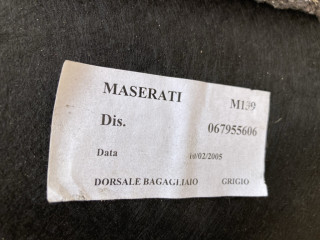 MASERATI M139
Dis. 067955606
Data 10/02/2005
DORSALE BAGAGLIAIO GRIGIO